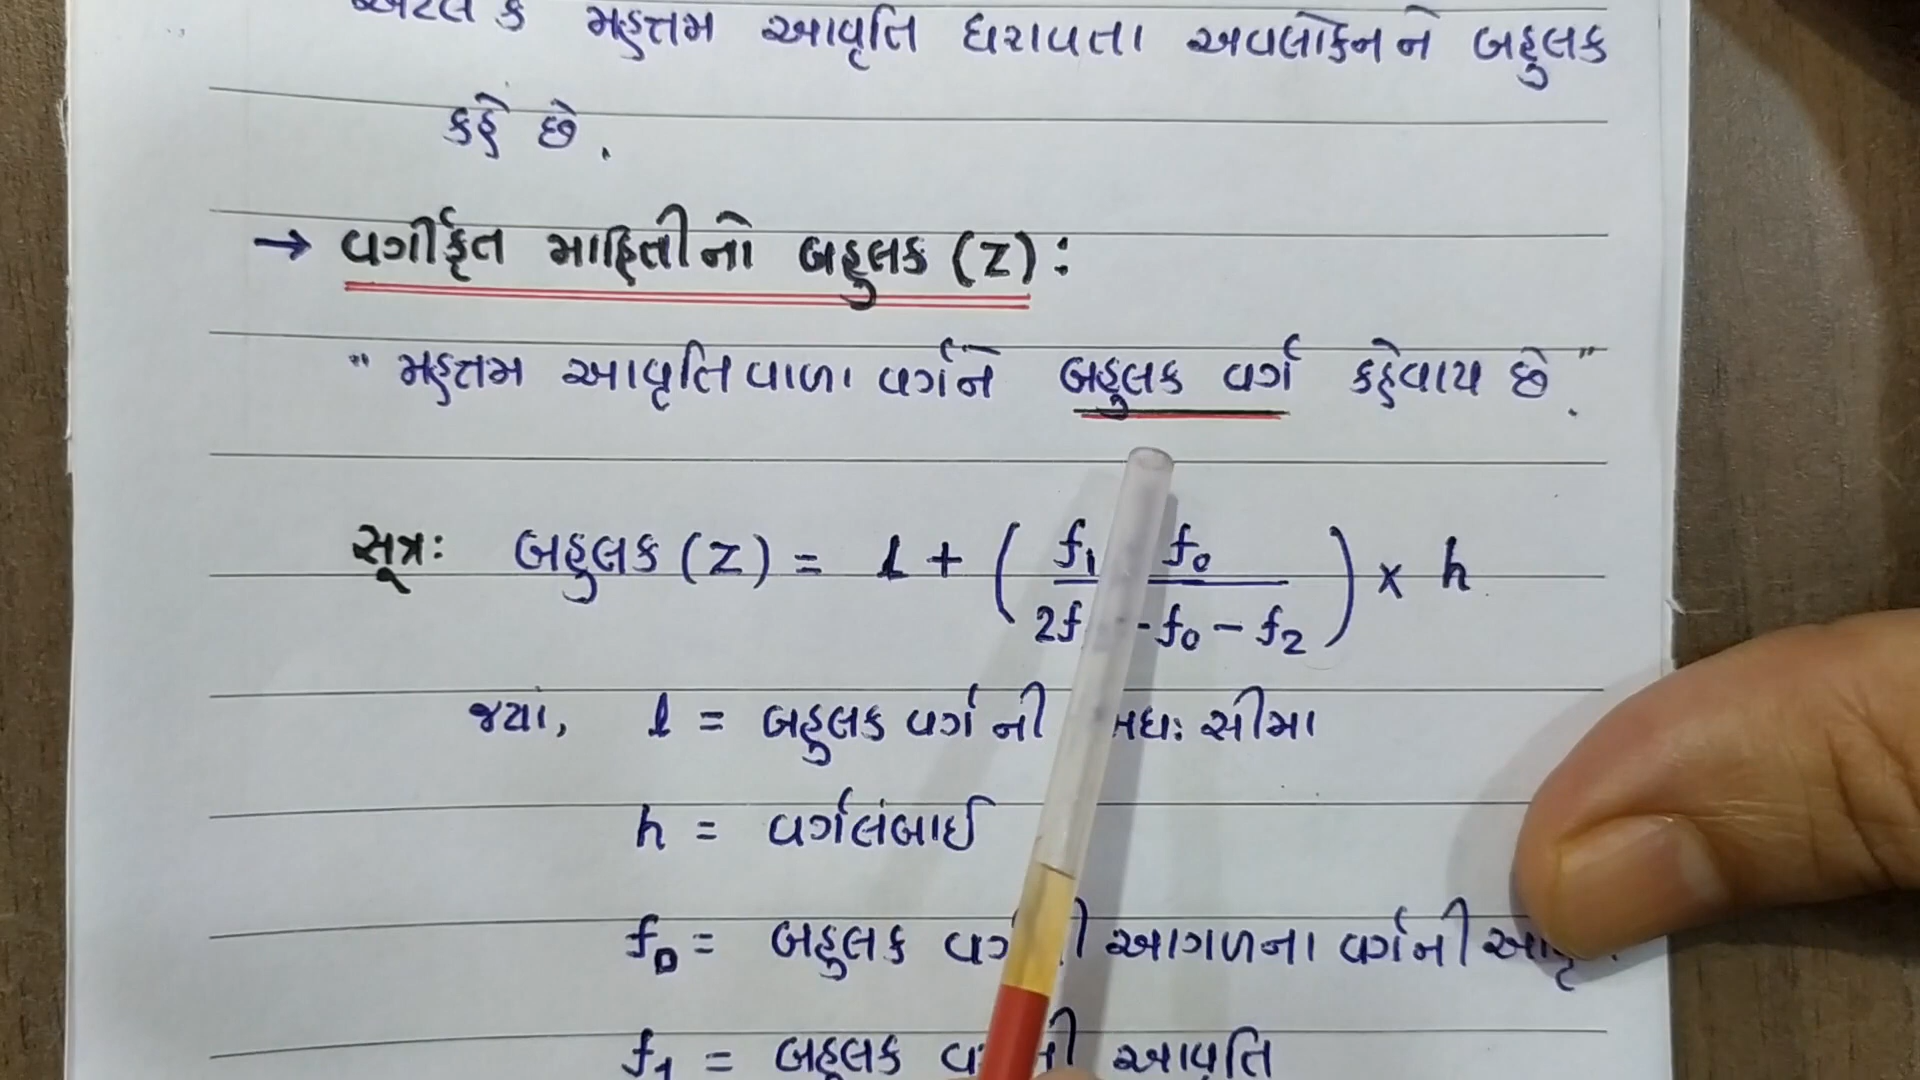 મહત્તમ આવૃતિ ધરાવતા અવલોકન ને બહુલક
કહે છે.
→ વર્ગીકૃત માહિતીનો બહુલક (Z) :
" મહત્તમ આવૃતિવાળા વર્ગને બહુલક વર્ગ કહેવાય છે ".
સૂત્ર: બહુલક (Z) = l + ( f₁ f₀ / 2f - f₀ - f₂ ) × h
જ્યાં, l = બહુલક વર્ગ ની સીમા
h = વર્ગલંબાઈ
f₀ = બહુલક આગળના વર્ગની
f₁ = બહુલક આવૃતિ